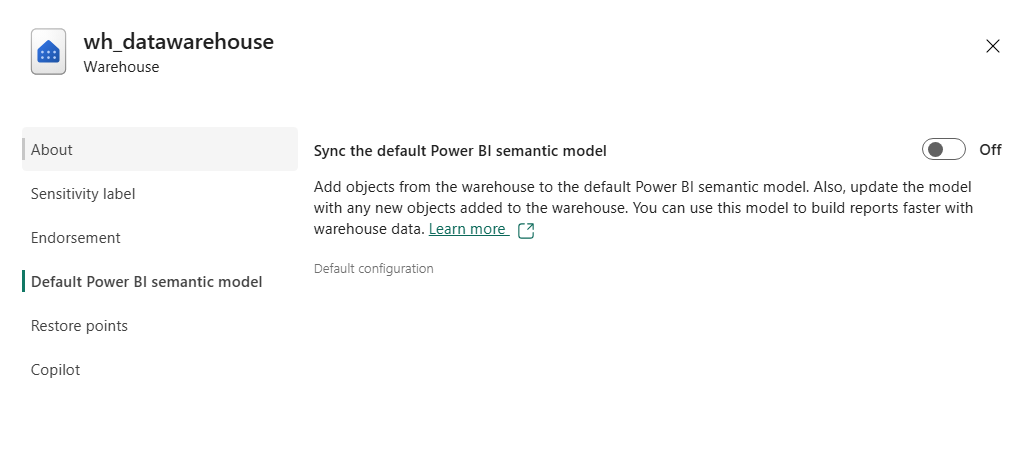 wh_datawarehouse
Warehouse
About
Sensitivity label
Endorsement
Default Power BI semantic model
Restore points
Copilot
Sync the default Power BI semantic model
Off
Add objects from the warehouse to the default Power BI semantic model. Also, update the model
with any new objects added to the warehouse. You can use this model to build reports faster with
warehouse data. Learn more
Default configuration